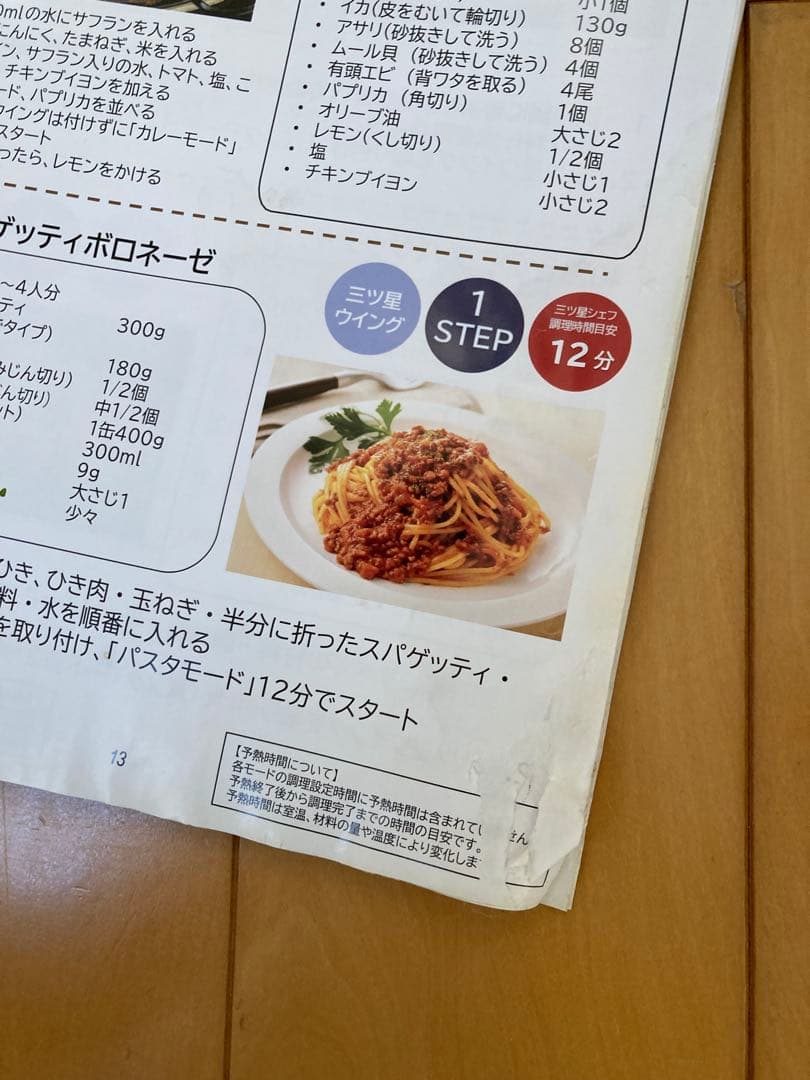 0mlの水にサフランを入れる
にんにく、たまねぎ、米を入れる
ン、サフラン入りの水、トマト、塩、こ
チキンブイヨンを加える
ード、パプリカを並べる
ウイングは付けずに「カレーモード」
スタート
ったら、レモンをかける
小1個
・ イカ(皮をむいて輪切り) 130g
・ アサリ(砂抜きして洗う) 8個
・ ムール貝 (砂抜きして洗う) 4個
・ 有頭エビ (背ワタを取る) 4尾
・ パプリカ (角切り) 1個
・ オリーブ油 大さじ2
・ レモン(くし切り) 1/2個
・ 塩 小さじ1
・ チキンブイヨン 小さじ2
ゲッティボロネーゼ
三ツ星
ウイング
1
STEP
三ツ星シェフ
調理時間目安
12分
～4人分
ティ
タイプ) 300g
180g
みじん切り) 1/2個
じん切り) 中1/2個
ット) 1缶400g
300ml
9g
大さじ1
少々
ひき、ひき肉・玉ねぎ・半分に折ったスパゲッティ・
料・水を順番に入れる
を取り付け、「パスタモード」12分でスタート
13
【予熱時間について】
各モードの調理設定時間に予熱時間は含まれてい せん
予熱終了後から調理完了までの時間の目安です。
予熱時間は室温、材料の量や温度により変化しま